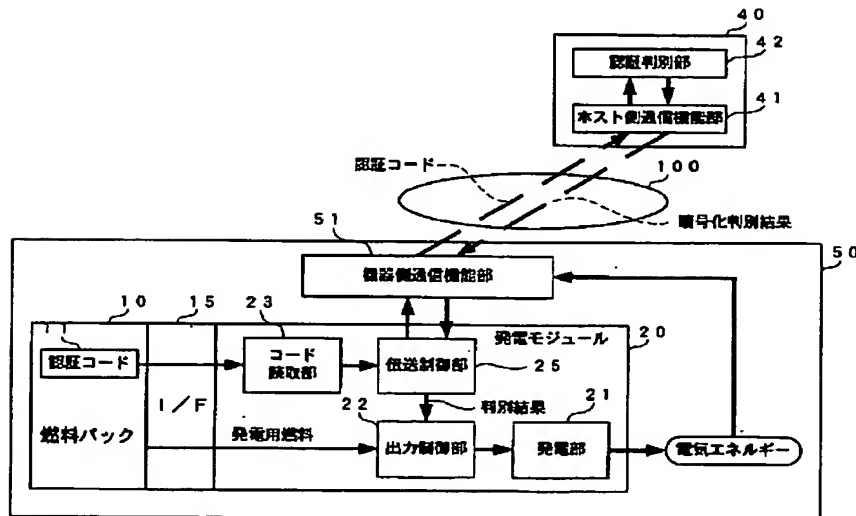 40
42
認証判別部
41
ホスト側通信機能部
認証コード
100
暗号化判別結果
51
50
機器側通信機能部
10
15
23
発電モジュール
20
認証コード
コード
読取部
伝送制御部
25
I/F
22
判別結果
21
燃料パック
発電用燃料
出力制御部
発電部
電気エネルギー